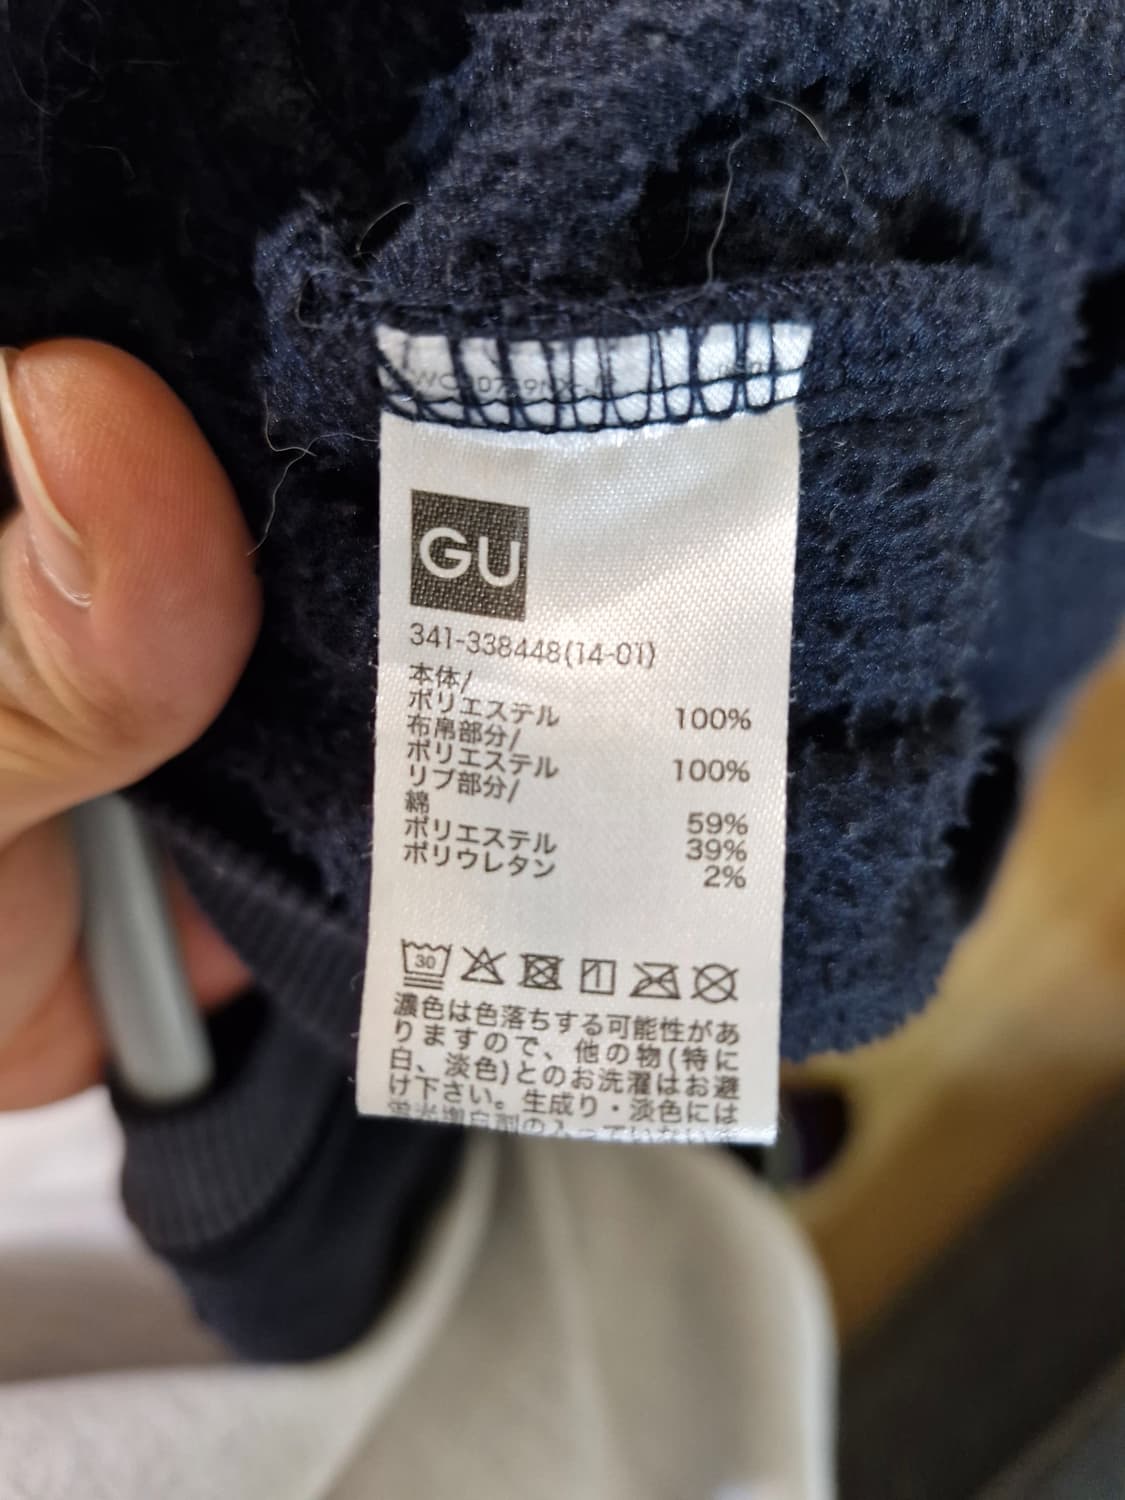 GU
341-338448(14-01)
本体/
ポリエステル 100%
布帛部分/
ポリエステル 100%
リブ部分/
綿 59%
ポリエステル 39%
ポリウレタン 2%
30
濃色は色落ちする可能性があ
りますので、他の物(特に
白、淡色)とのお洗濯はお避
け下さい。生成り・淡色には